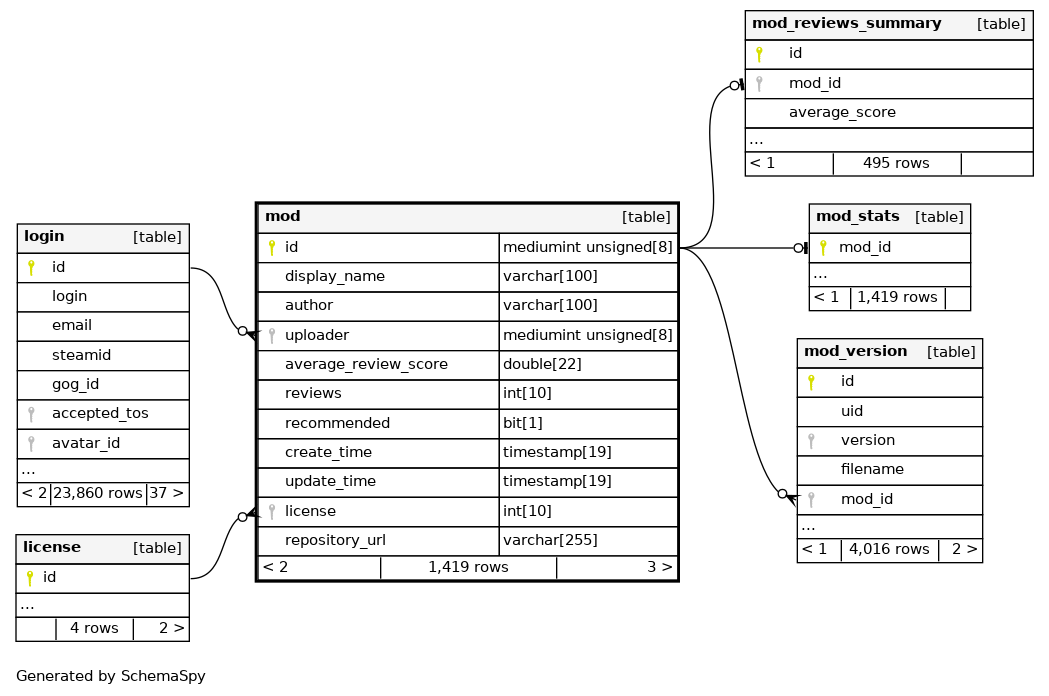 mod_reviews_summary [table]
id
mod_id
average_score
...
< 1 495 rows
mod [table]
id mediumint unsigned[8]
display_name varchar[100]
author varchar[100]
uploader mediumint unsigned[8]
average_review_score double[22]
reviews int[10]
recommended bit[1]
create_time timestamp[19]
update_time timestamp[19]
license int[10]
repository_url varchar[255]
< 2 1,419 rows 3 >
mod_stats [table]
mod_id
...
< 1 1,419 rows
login [table]
id
login
email
steamid
gog_id
accepted_tos
avatar_id
...
< 2 23,860 rows 37 >
mod_version [table]
id
uid
version
filename
mod_id
...
< 1 4,016 rows 2 >
license [table]
id
...
4 rows 2 >
Generated by SchemaSpy